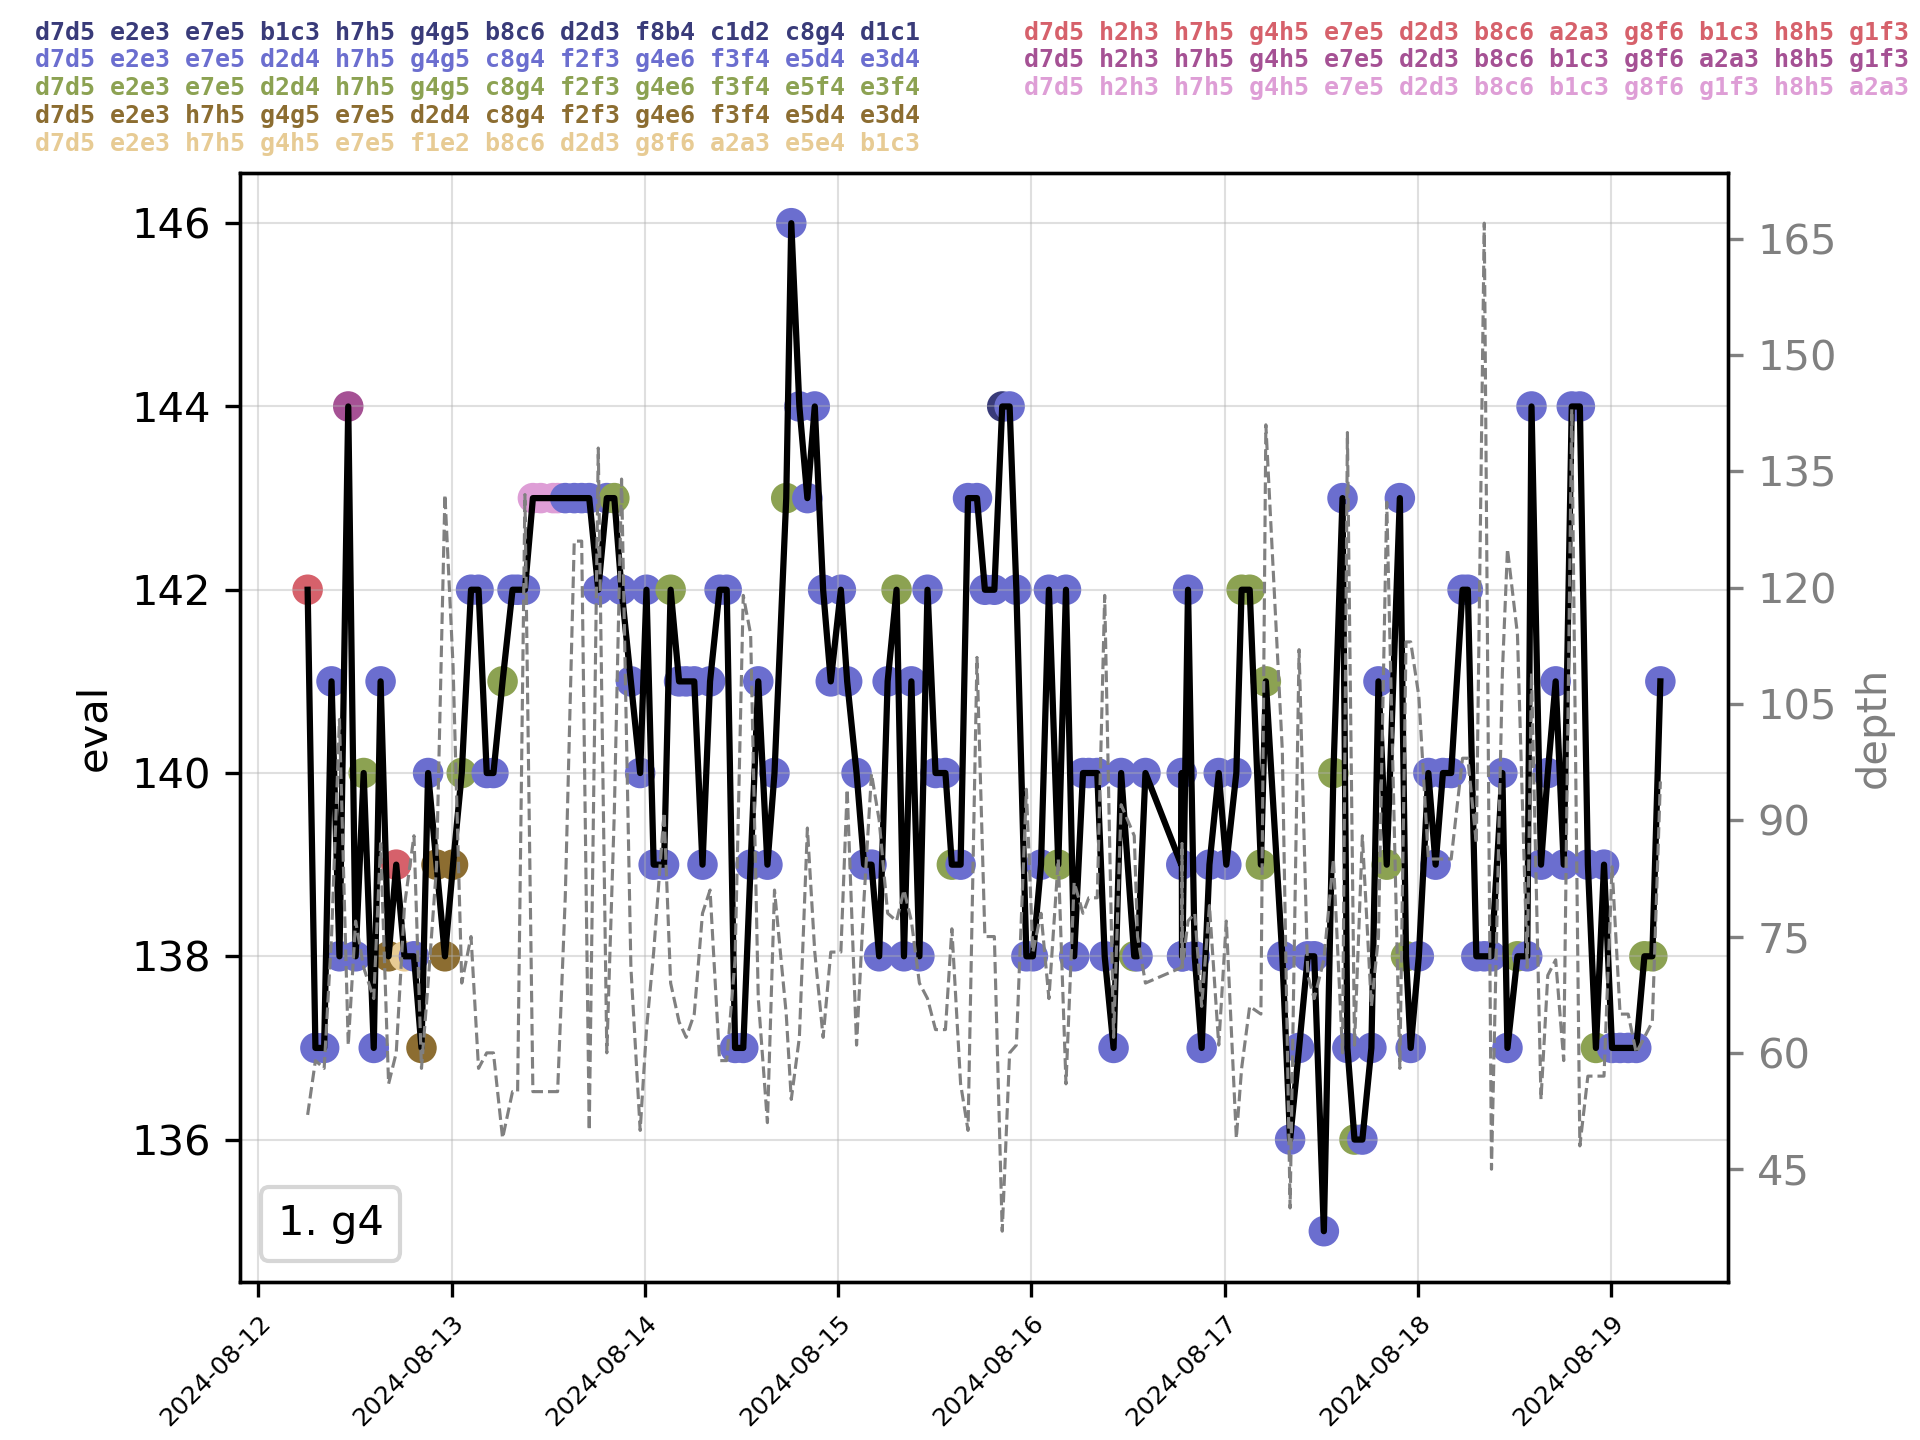 d7d5 e2e3 e7e5 b1c3 h7h5 g4g5 b8c6 d2d3 f8b4 c1d2 c8g4 d1c1
d7d5 e2e3 e7e5 d2d4 h7h5 g4g5 c8g4 f2f3 g4e6 f3f4 e5d4 e3d4
d7d5 e2e3 e7e5 d2d4 h7h5 g4g5 c8g4 f2f3 g4e6 f3f4 e5f4 e3f4
d7d5 e2e3 h7h5 g4g5 e7e5 d2d4 c8g4 f2f3 g4e6 f3f4 e5d4 e3d4
d7d5 e2e3 h7h5 g4h5 e7e5 f1e2 b8c6 d2d3 g8f6 a2a3 e5e4 b1c3
d7d5 h2h3 h7h5 g4h5 e7e5 d2d3 b8c6 a2a3 g8f6 b1c3 h8h5 g1f3
d7d5 h2h3 h7h5 g4h5 e7e5 d2d3 b8c6 b1c3 g8f6 a2a3 h8h5 g1f3
d7d5 h2h3 h7h5 g4h5 e7e5 d2d3 b8c6 b1c3 g8f6 g1f3 h8h5 a2a3
146
144
142
140
138
136
eval
165
150
135
120
105
90
75
60
45
depth
1. g4
2024-08-12
2024-08-13
2024-08-14
2024-08-15
2024-08-16
2024-08-17
2024-08-18
2024-08-19